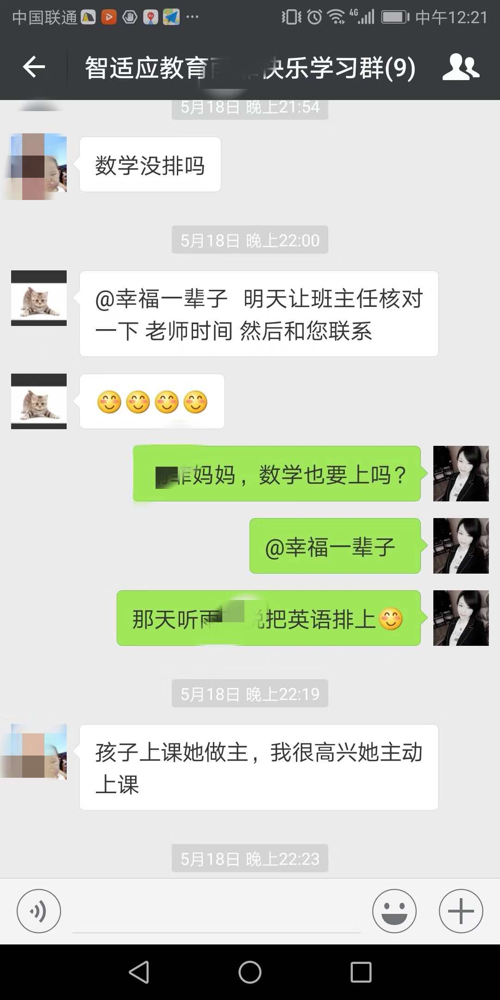 中国联通
4G
中午12:21
智适应教育
快乐学习群(9)
5月18日 晚上21:54
数学没排吗
5月18日 晚上22:00
@幸福一辈子 明天让班主任核对
一下 老师时间 然后和您联系
妈妈，数学也要上吗？
@幸福一辈子
那天听雨 把英语排上
5月18日 晚上22:19
孩子上课她做主，我很高兴她主动
上课
5月18日 晚上22:23